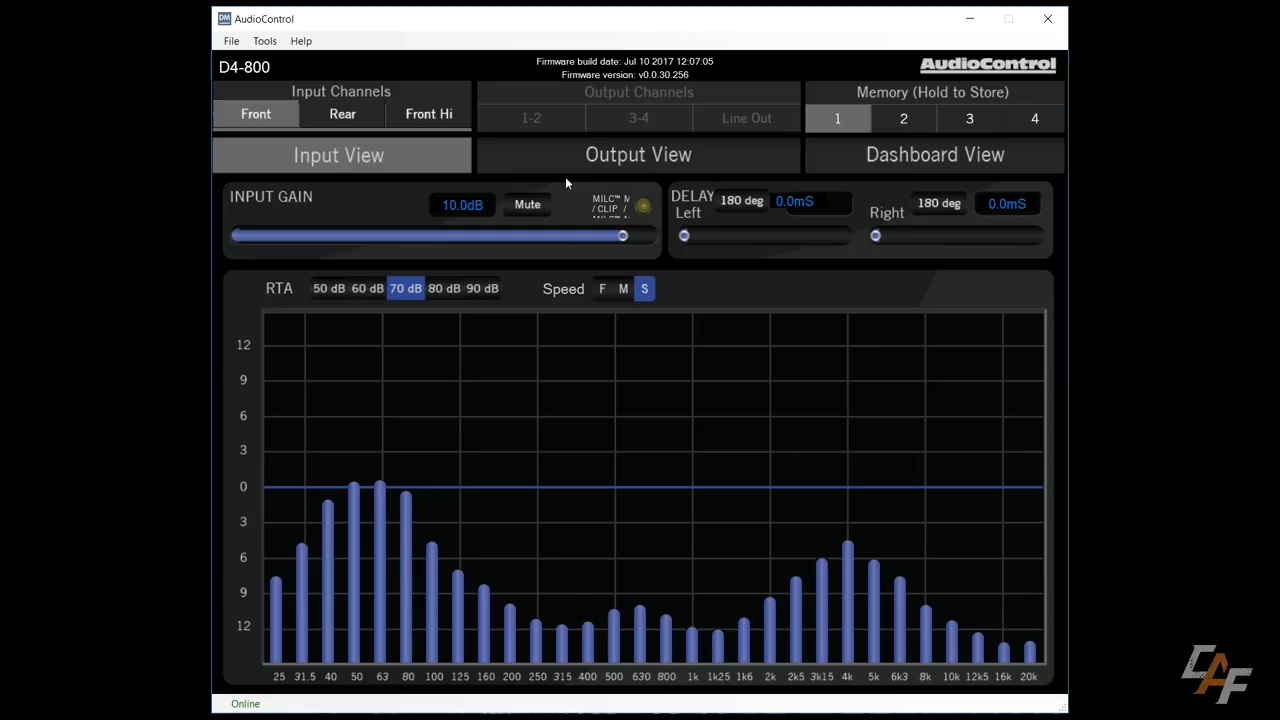 DM AudioControl
File Tools Help
D4-800
Firmware build date: Jul 10 2017 12:07:05
Firmware version: v0.0.30.256
AudioControl
Input Channels
Output Channels
Memory (Hold to Store)
Front Rear Front Hi
1-2 3-4 Line Out
1 2 3 4
Input View
Output View
Dashboard View
INPUT GAIN
10.0dB
Mute
MILC™ M
/ CLIP /
DELAY
Left
180 deg
0.0mS
Right
180 deg
0.0mS
RTA
50 dB 60 dB 70 dB 80 dB 90 dB
Speed
F M S
12
9
6
3
0
3
6
9
12
25 31.5 40 50 63 80 100 125 160 200 250 315 400 500 630 800 1k 1k25 1k6 2k 2k5 3k15 4k 5k 6k3 8k 10k 12k5 16k 20k
Online
CAF